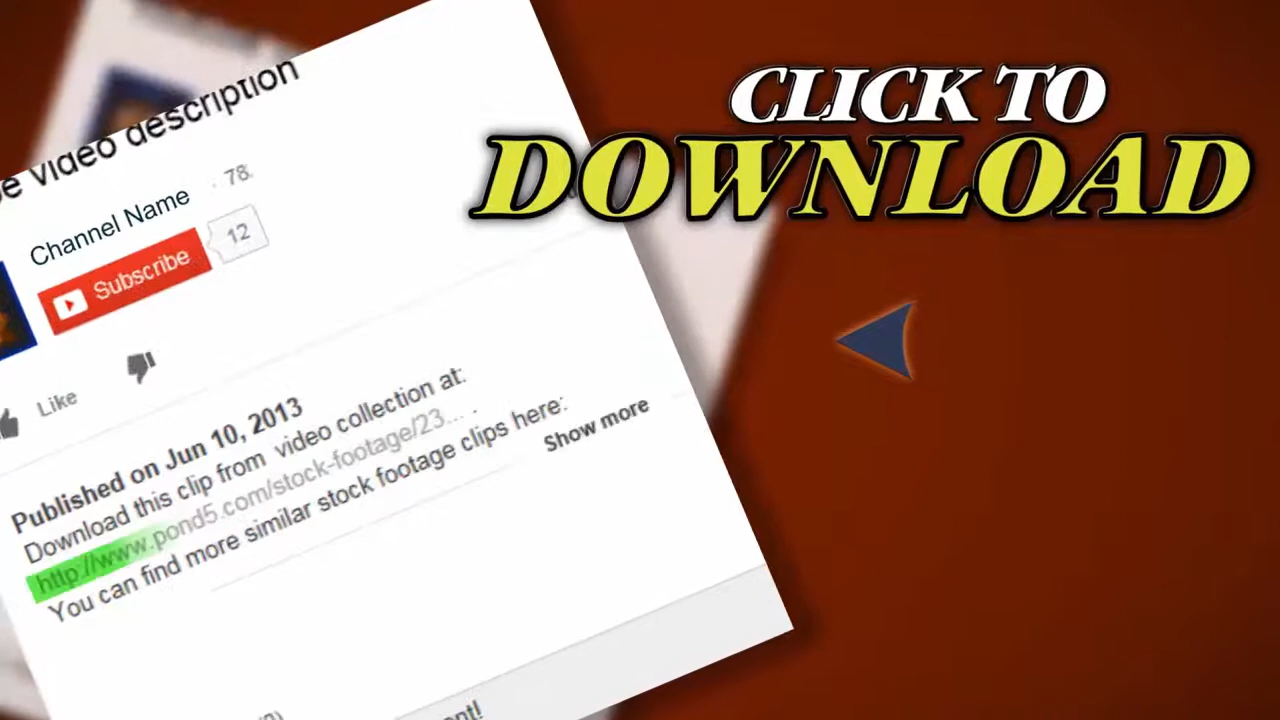 CLICK TO
DOWNLOAD
video description
Channel Name
78
Subscribe
12
Like
Published on Jun 10, 2013
Download this clip from video collection at:
http://www.pond5.com/stock-footage/23...
You can find more similar stock footage clips here:
Show more